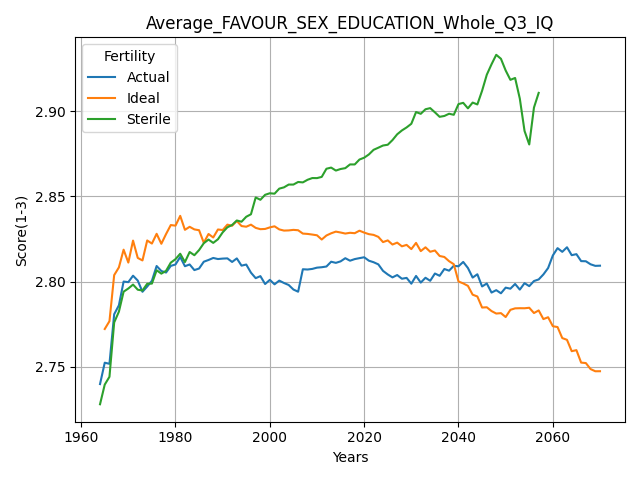 Average_FAVOUR_SEX_EDUCATION_Whole_Q3_IQ
Fertility
Actual
Ideal
Sterile
Score(1-3)
2.90
2.85
2.80
2.75
1960 1980 2000 2020 2040 2060
Years